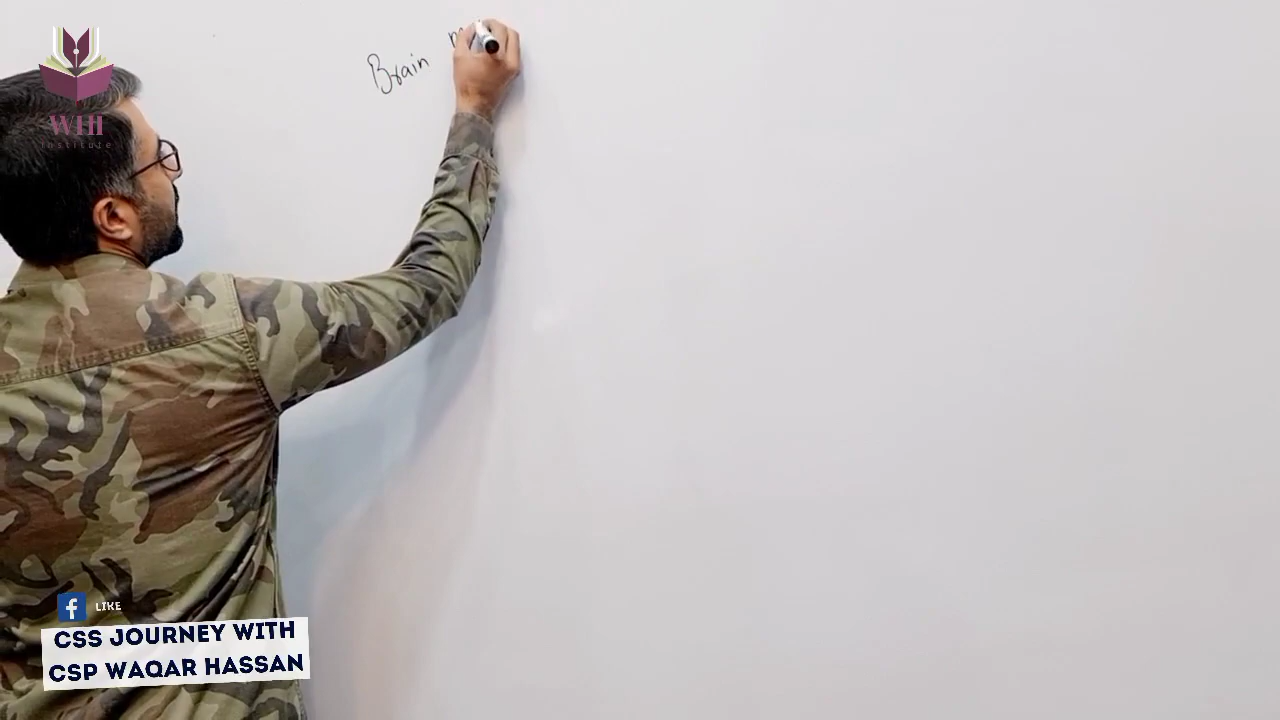 Brain
WHI
institute
LIKE
CSS JOURNEY WITH
CSP WAQAR HASSAN